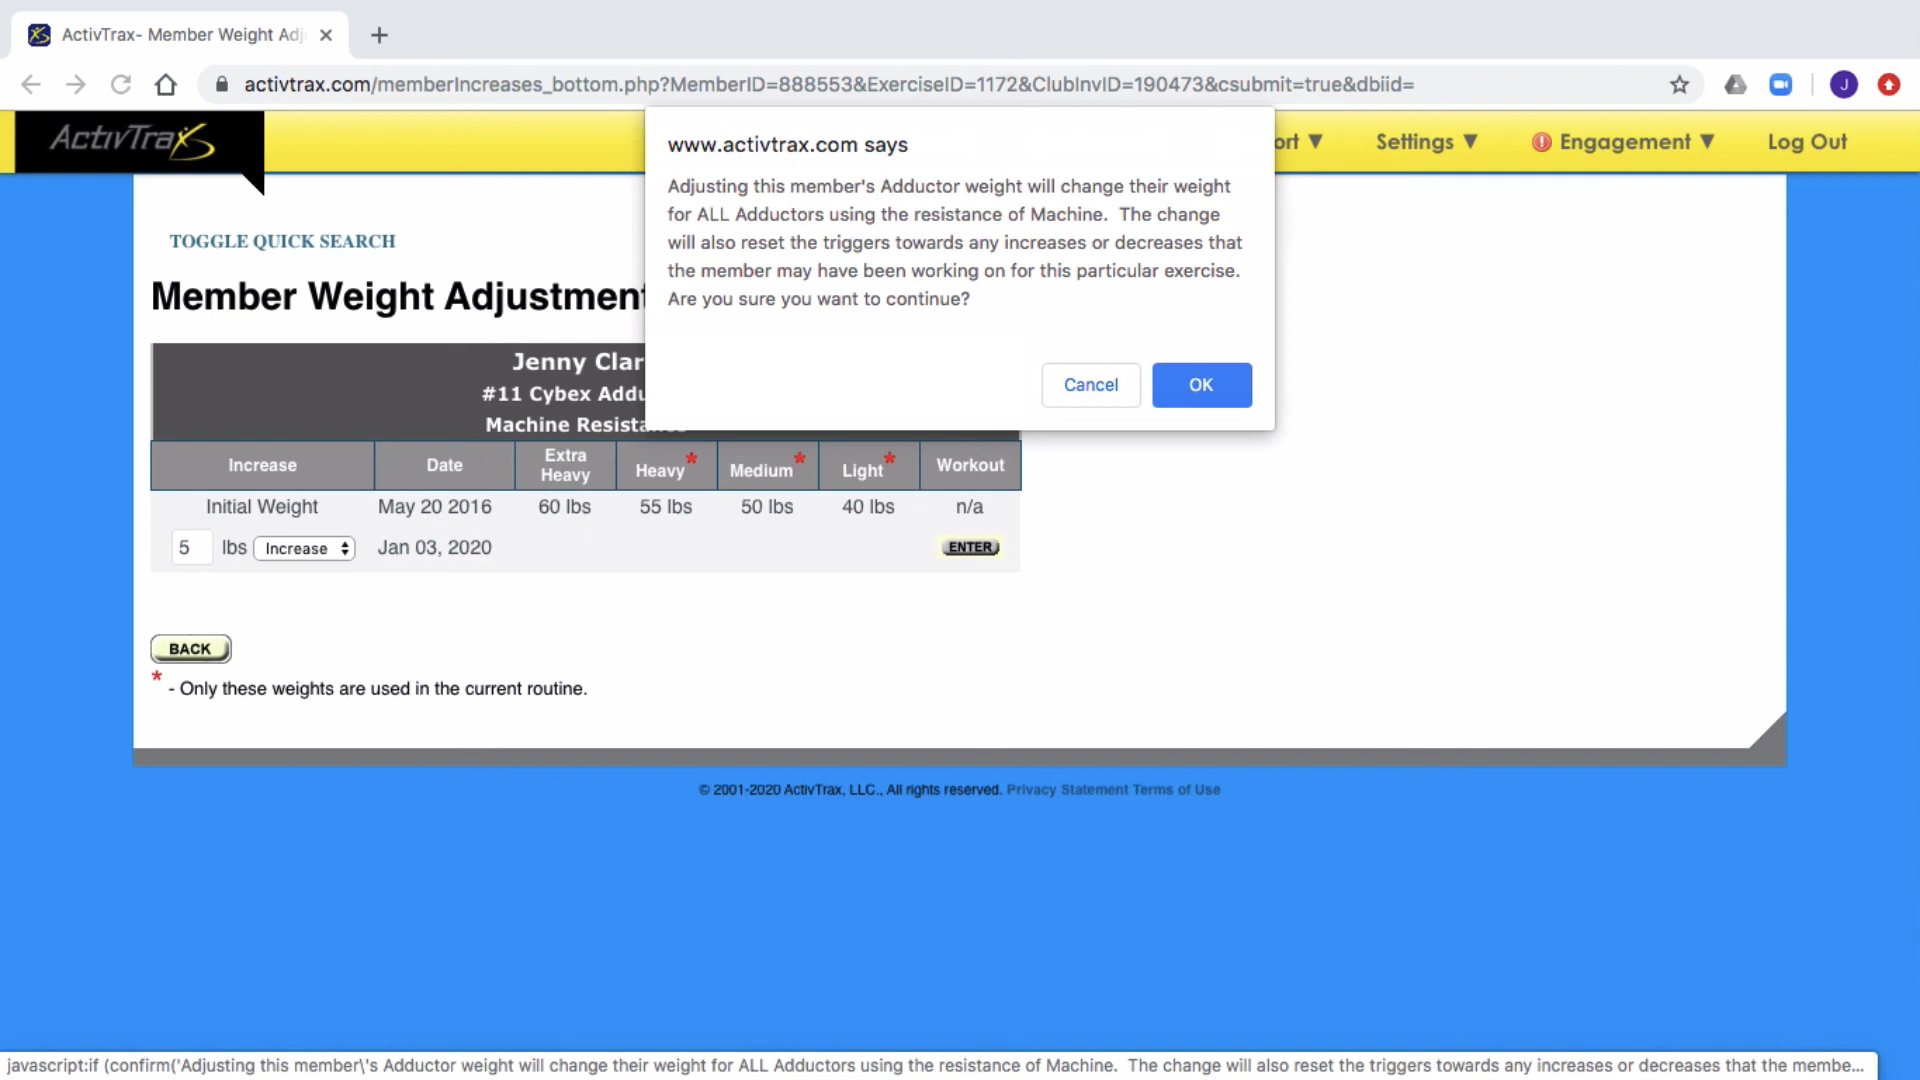 ActivTrax- Member Weight Adj
activtrax.com/memberIncreases_bottom.php?MemberID=888553&ExerciseID=1172&ClubInvID=190473&csubmit=true&dbiid=
J
ActivTrax
ort ▼ Settings ▼ Engagement ▼ Log Out
www.activtrax.com says
Adjusting this member's Adductor weight will change their weight
for ALL Adductors using the resistance of Machine.  The change
will also reset the triggers towards any increases or decreases that
the member may have been working on for this particular exercise.
Are you sure you want to continue?
Cancel OK
TOGGLE QUICK SEARCH
Member Weight Adjustment
Jenny Clar
#11 Cybex Addu
Machine Resistance
Increase Date Extra Heavy Heavy* Medium* Light* Workout
Initial Weight May 20 2016 60 lbs 55 lbs 50 lbs 40 lbs n/a
5 lbs Increase Jan 03, 2020 ENTER
BACK
* - Only these weights are used in the current routine.
© 2001-2020 ActivTrax, LLC., All rights reserved. Privacy Statement Terms of Use
javascript:if (confirm('Adjusting this member\'s Adductor weight will change their weight for ALL Adductors using the resistance of Machine.  The change will also reset the triggers towards any increases or decreases that the membe...